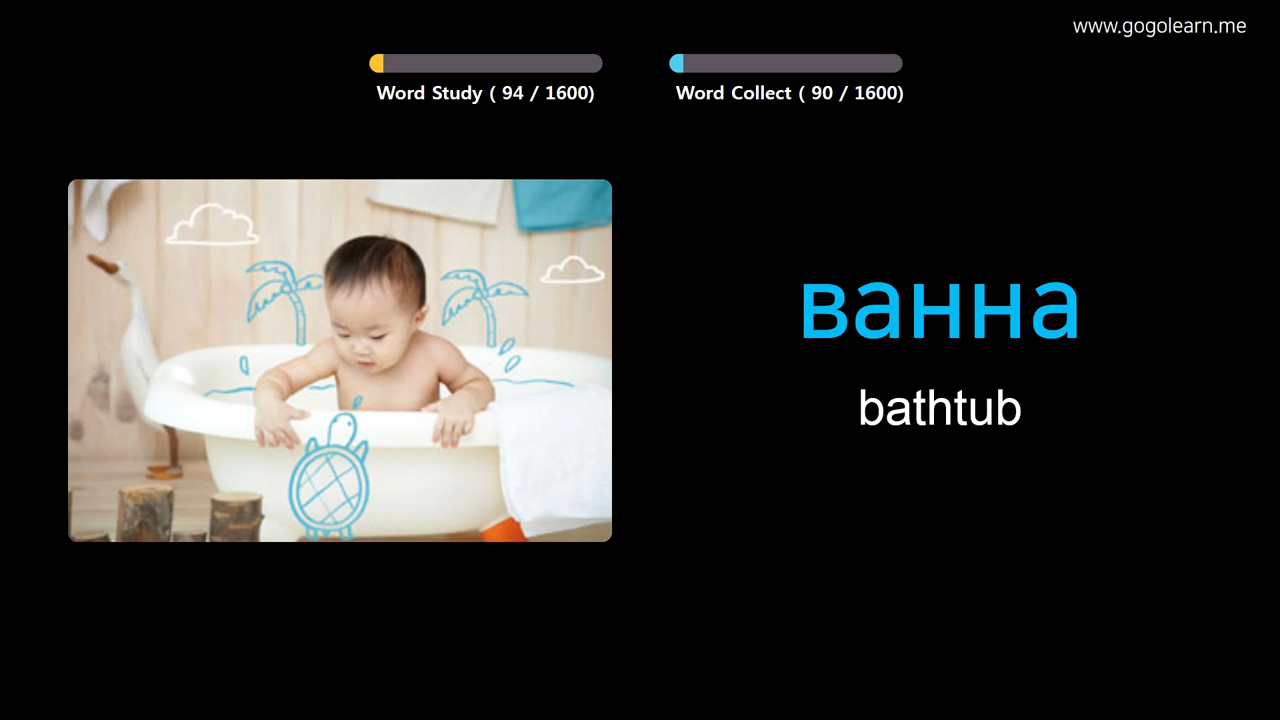 www.gogolearn.me
Word Study ( 94 / 1600)
Word Collect ( 90 / 1600)
ванна
bathtub